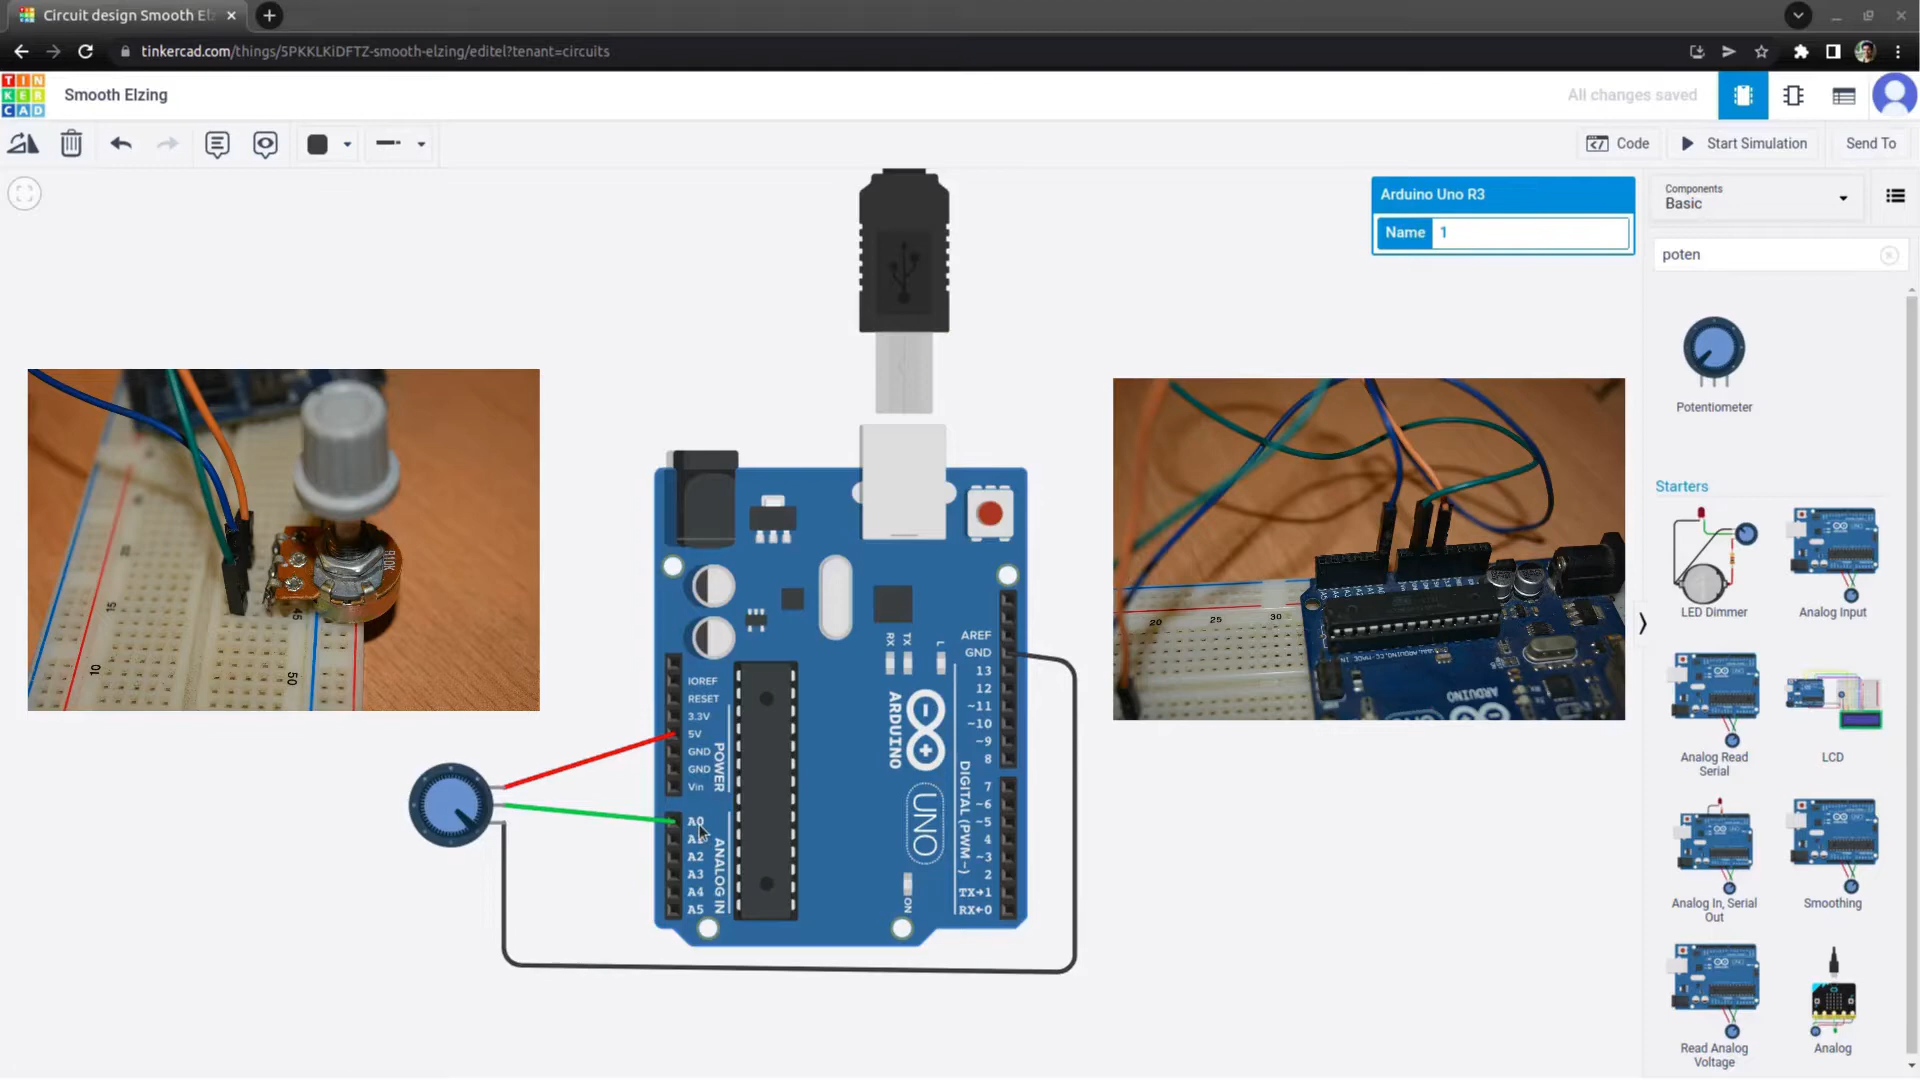 Circuit design Smooth El
tinkercad.com/things/5PKKLKiDFTZ-smooth-elzing/editel?tenant=circuits
TIN
KER
CAD
Smooth Elzing
All changes saved
Code
Start Simulation
Send To
Arduino Uno R3
Name 1
Components
Basic
poten
Potentiometer
Starters
LED Dimmer
Analog Input
Analog Read
Serial
LCD
Analog In, Serial
Out
Smoothing
Read Analog
Voltage
Analog
IOREF
RESET
3.3V
5V
GND
GND
Vin
POWER
A0
A1
A2
A3
A4
A5
ANALOG IN
RX
TX
L
ARDUINO
UNO
ON
AREF
GND
13
12
~11
~10
~9
8
7
~6
~5
4
~3
2
TX→1
RX←0
DIGITAL (PWM~)
15
10
45
50
20
25
30